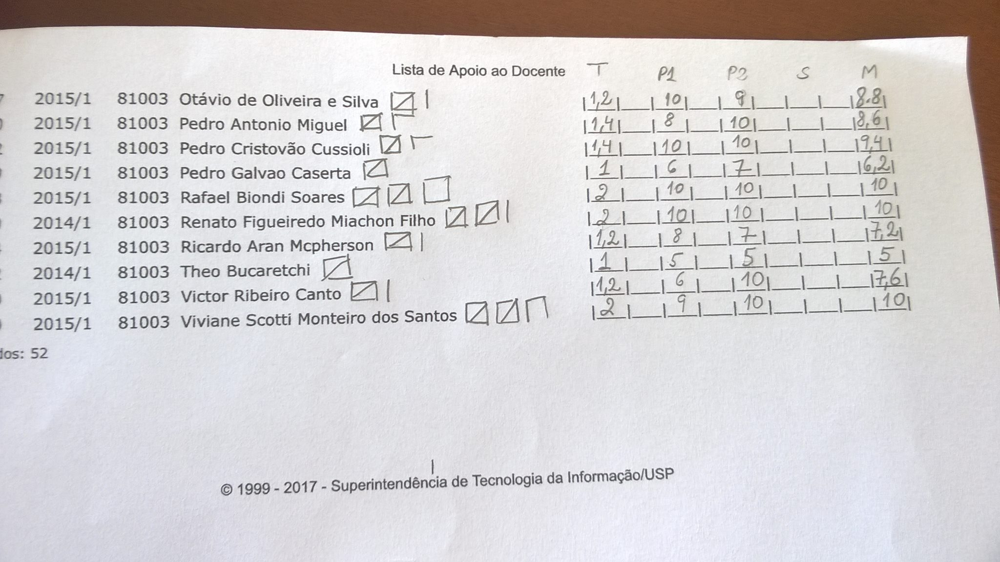 Lista de Apoio ao Docente T P1 P2 S M
2015/1 81003 Otávio de Oliveira e Silva 1,2 10 9 8.8
2015/1 81003 Pedro Antonio Miguel 1,4 8 10 8,6
2015/1 81003 Pedro Cristovão Cussioli 1,4 10 10 9,4
2015/1 81003 Pedro Galvao Caserta 1 6 7 6,2
2015/1 81003 Rafael Biondi Soares 2 10 10 10
2014/1 81003 Renato Figueiredo Miachon Filho 2 10 10 10
2015/1 81003 Ricardo Aran Mcpherson 1,2 8 7 7,2
2014/1 81003 Theo Bucaretchi 1 5 5 5
2015/1 81003 Victor Ribeiro Canto 1,2 6 10 7,6
2015/1 81003 Viviane Scotti Monteiro dos Santos 2 9 10 10
dos: 52
© 1999 - 2017 - Superintendência de Tecnologia da Informação/USP